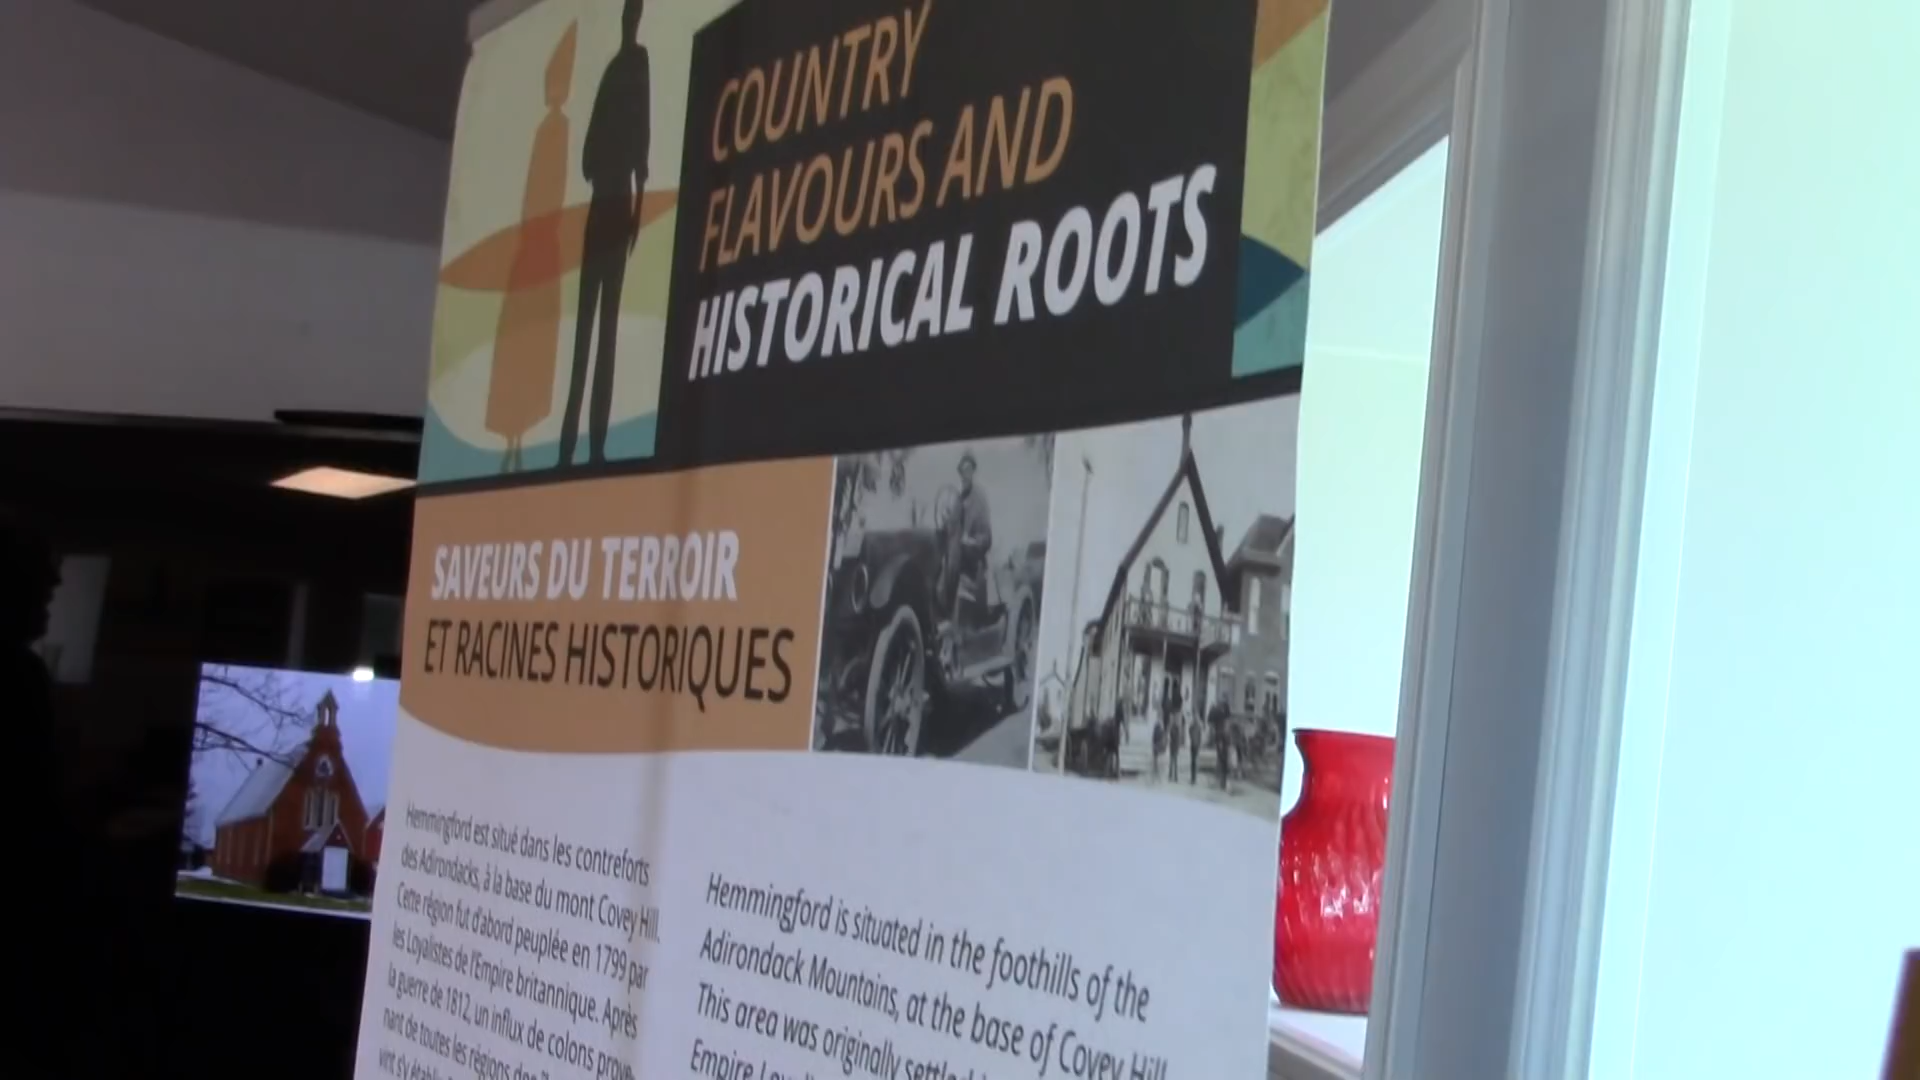 COUNTRY
FLAVOURS AND
HISTORICAL ROOTS
SAVEURS DU TERROIR
ET RACINES HISTORIQUES
Hemmingford est situé dans les contreforts
des Adirondacks, à la base du mont Covey Hill.
Cette région fut d'abord peuplée en 1799 par
les Loyalistes de l'Empire britannique. Après
la guerre de 1812, un influx de colons prove-
nant de toutes les régions des
vint s'y
Hemmingford is situated in the foothills of the
Adirondack Mountains, at the base of Covey Hill.
This area was originally settled
Empire